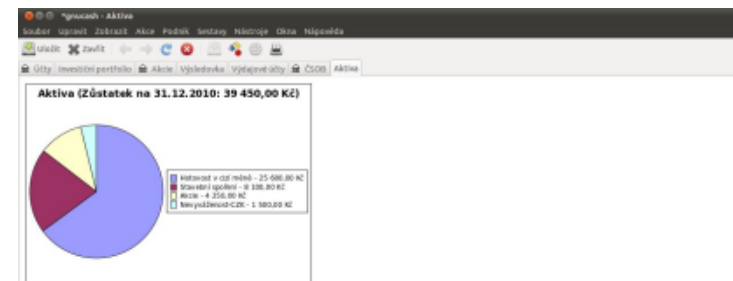 *gnucash - Aktiva
Soubor Upravit Zobrazit Akce Podnik Sestavy Nástroje Okna Nápověda
Uložit Zavřít
Účty Investiční portfolio Akcie Výsledovka Výdajové účty ČSOB Aktiva
Aktiva (Zůstatek na 31.12.2010: 39 450,00 Kč)
Hotovost v cizí měně - 25 600,00 Kč
Stavební spoření - 8 100,00 Kč
Akcie - 4 250,00 Kč
Nevyváženost-CZK - 1 500,00 Kč